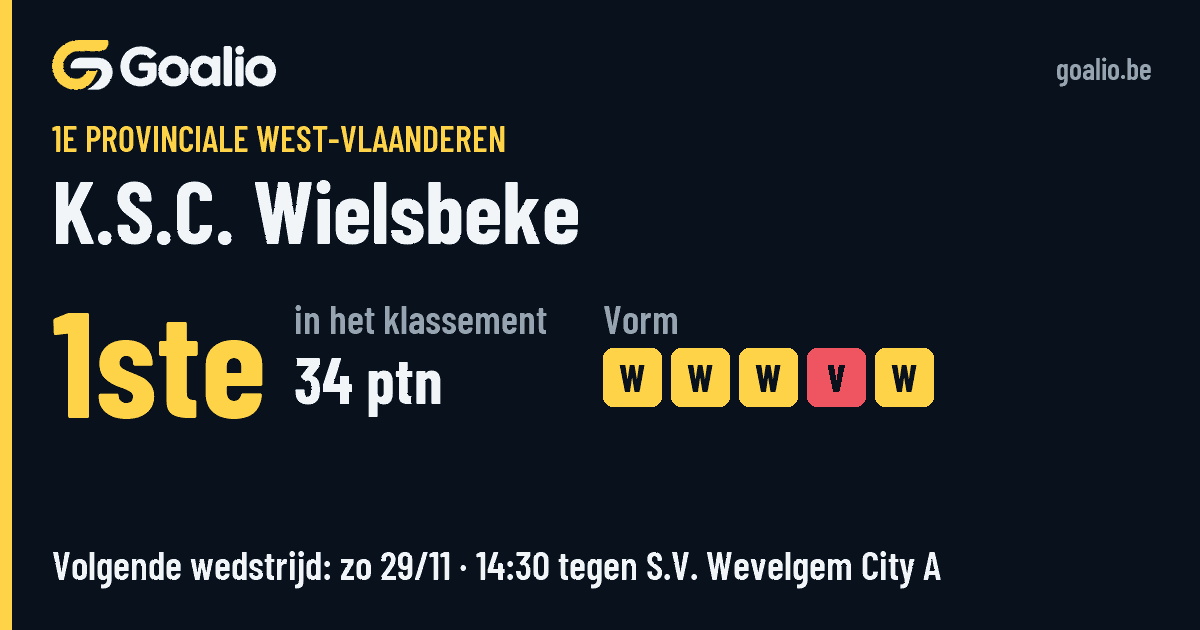 Goalio
goalio.be
1E PROVINCIALE WEST-VLAANDEREN
K.S.C. Wielsbeke
1ste
in het klassement
34 ptn
Vorm
W W W V W
Volgende wedstrijd: zo 29/11 · 14:30 tegen S.V. Wevelgem City A